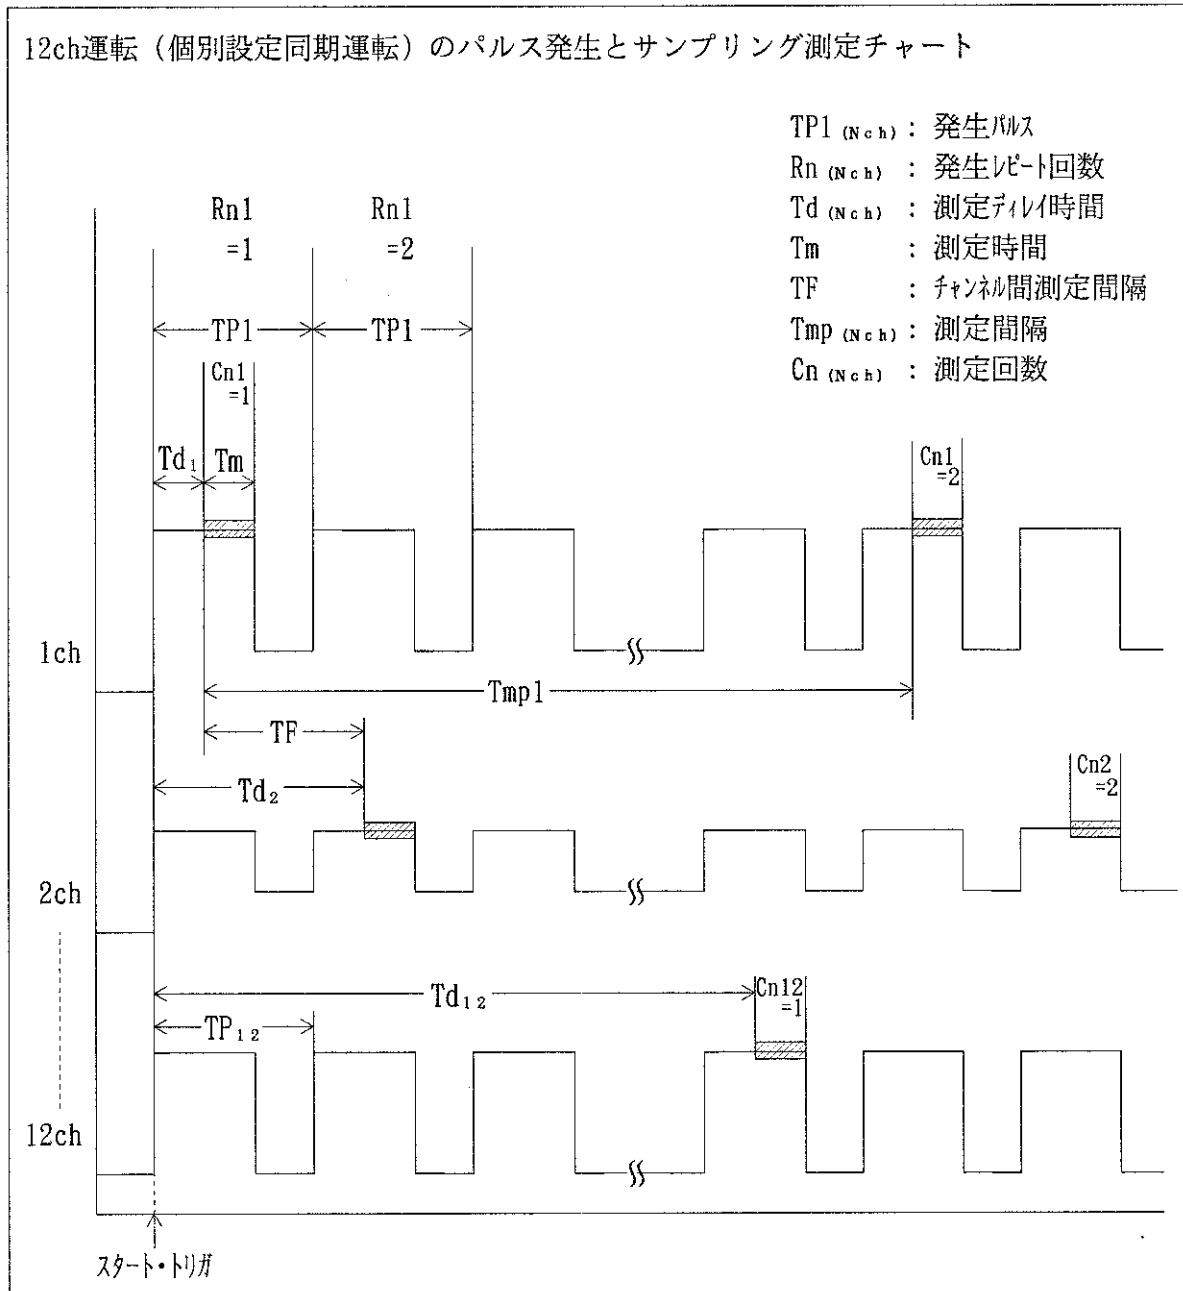 12ch運転（個別設定同期運転）のパルス発生とサンプリング測定チャート
TP1 (Nch) : 発生パルス
Rn (Nch) : 発生レピート回数
Td (Nch) : 測定ディレイ時間
Tm : 測定時間
TF : チャンネル間測定間隔
Tmp (Nch) : 測定間隔
Cn (Nch) : 測定回数
Rn1
=1
Rn1
=2
TP1
TP1
Cn1
=1
Td1
Tm
Cn1
=2
1ch
Tmp1
TF
Td2
Cn2
=2
2ch
Td12
Cn12
=1
TP12
12ch
スタート・トリガ